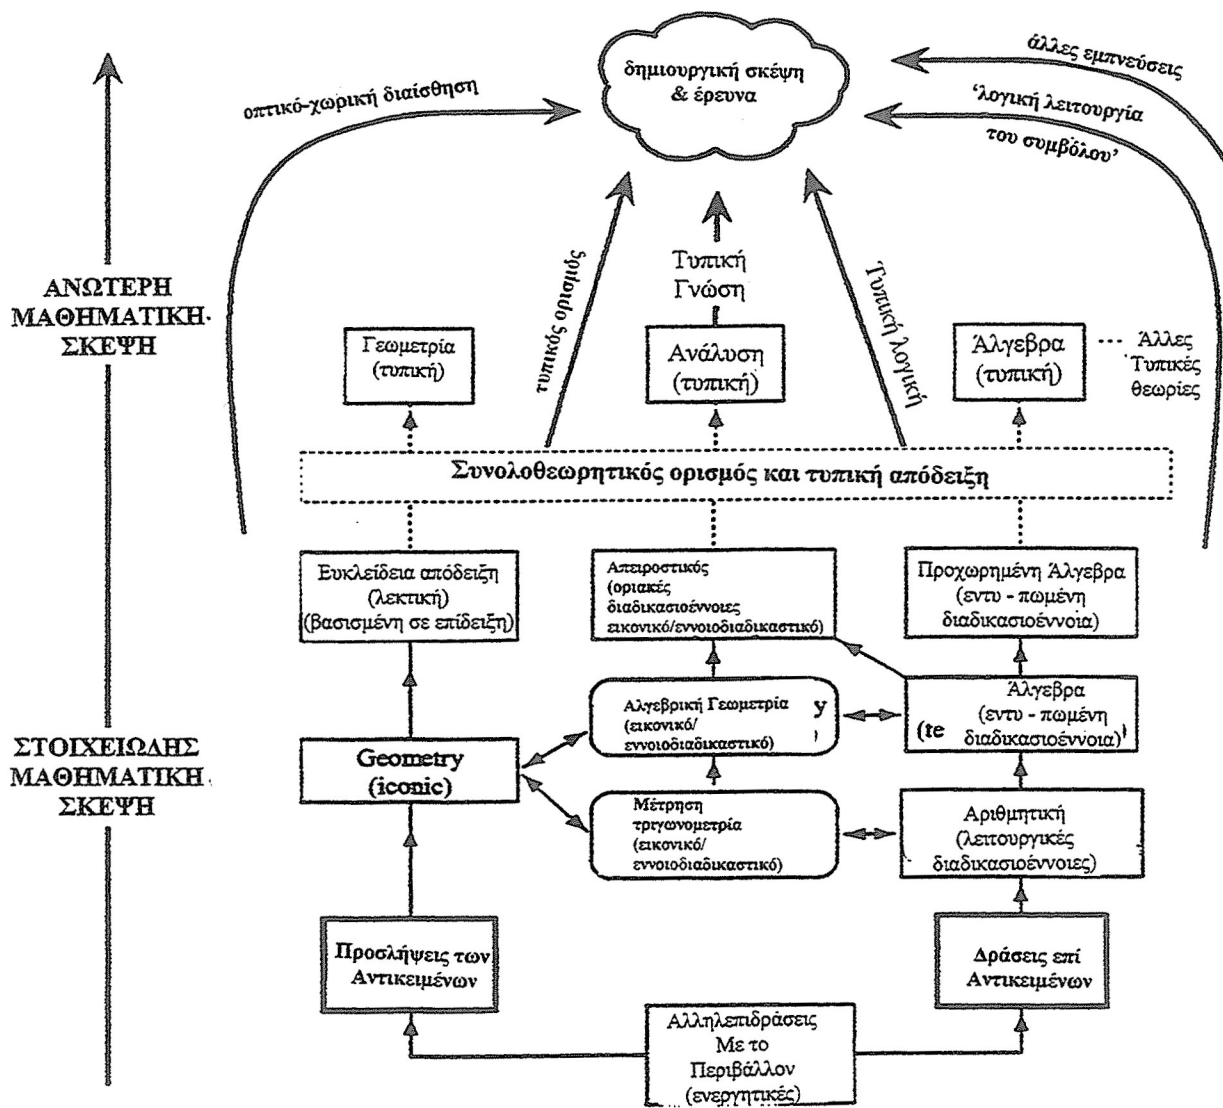 άλλες εμπνεύσεις
δημιουργική σκέψη
& έρευνα
οπτικό-χωρική διαίσθηση
‘λογική λειτουργία
του συμβόλου’
ΑΝΩΤΕΡΗ
ΜΑΘΗΜΑΤΙΚΗ
ΣΚΕΨΗ
τυπικός ορισμός
Τυπική
Γνώση
Τυπική λογική
Γεωμετρία
(τυπική)
Ανάλυση
(τυπική)
Άλγεβρα
(τυπική)
Άλλες
Τυπικές
θεωρίες
Συνολοθεωρητικός ορισμός και τυπική απόδειξη
Ευκλείδεια απόδειξη
(λεκτική)
(βασισμένη σε επίδειξη)
Απειροστικός
(οριακές
διαδικασιοέννοιες
εικονικό/εννοιοδιαδικαστικό)
Προχωρημένη Άλγεβρα
(εντυ - πωμένη
διαδικασιοέννοια)
ΣΤΟΙΧΕΙΩΔΗΣ
ΜΑΘΗΜΑΤΙΚΗ
ΣΚΕΨΗ
Geometry
(iconic)
Αλγεβρική Γεωμετρία y
(εικονικό/
εννοιοδιαδικαστικό) )
Άλγεβρα
(te (εντυ - πωμένη
διαδικασιοέννοια)
Μέτρηση
τριγωνομετρία
(εικονικό/
εννοιοδιαδικαστικό)
Αριθμητική
(λειτουργικές
διαδικασιοέννοιες)
Προσλήψεις των
Αντικειμένων
Δράσεις επί
Αντικειμένων
Αλληλεπιδράσεις
Με το
Περιβάλλον
(ενεργητικές)